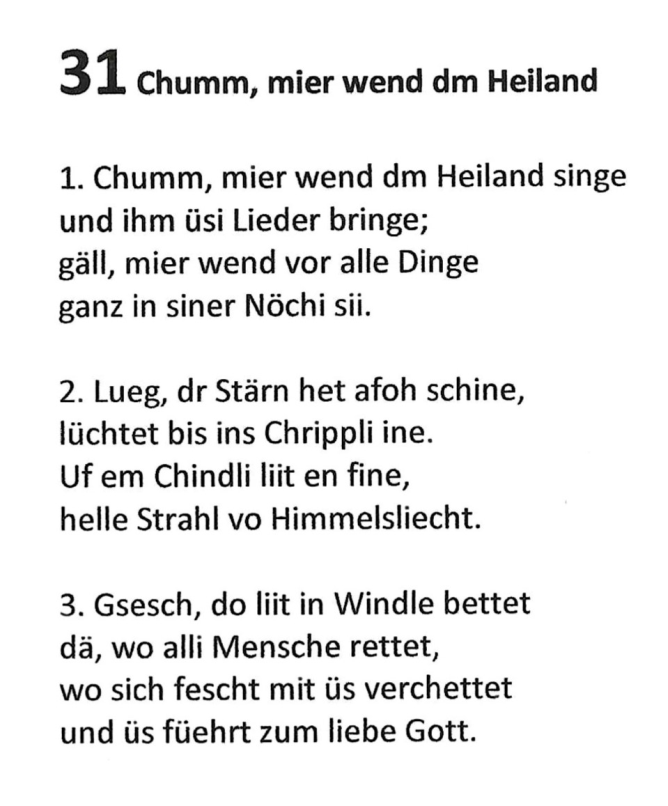 31 Chumm, mier wend dm Heiland
1. Chumm, mier wend dm Heiland singe
und ihm üsi Lieder bringe;
gäll, mier wend vor alle Dinge
ganz in siner Nöchi sii.
2. Lueg, dr Stärn het afoh schine,
lüchtet bis ins Chrippli ine.
Uf em Chindli liit en fine,
helle Strahl vo Himmelsliecht.
3. Gsesch, do liit in Windle bettet
dä, wo alli Mensche rettet,
wo sich fescht mit üs verchettet
und üs füehrt zum liebe Gott.